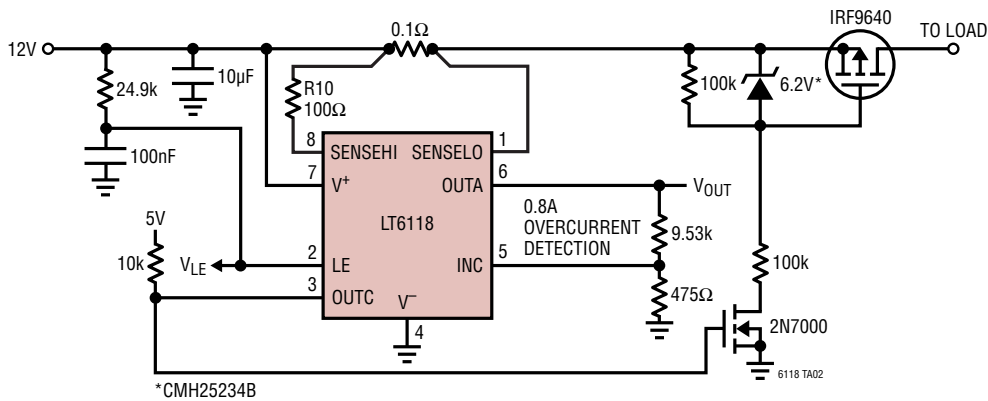 IRF9640
TO LOAD
0.1Ω
12V
24.9k
10µF
R10
100Ω
100k
6.2V*
100nF
8
SENSEHI
SENSELO
1
7
V+
OUTA
6
VOUT
5V
LT6118
0.8A
OVERCURRENT
DETECTION
9.53k
10k
VLE
2
LE
INC
5
100k
3
OUTC
V–
475Ω
4
2N7000
6118 TA02
*CMH25234B